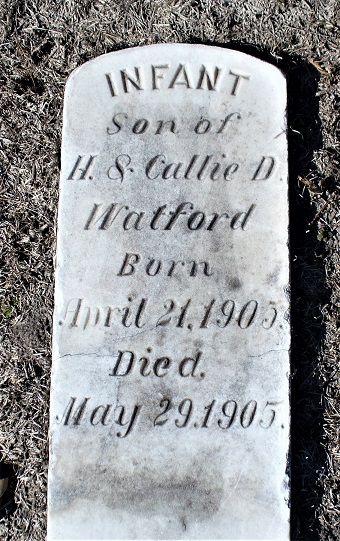 INFANT
Son of
H. & Callie D.
Watford
Born
April 21, 1905.
Died.
May 29, 1905.